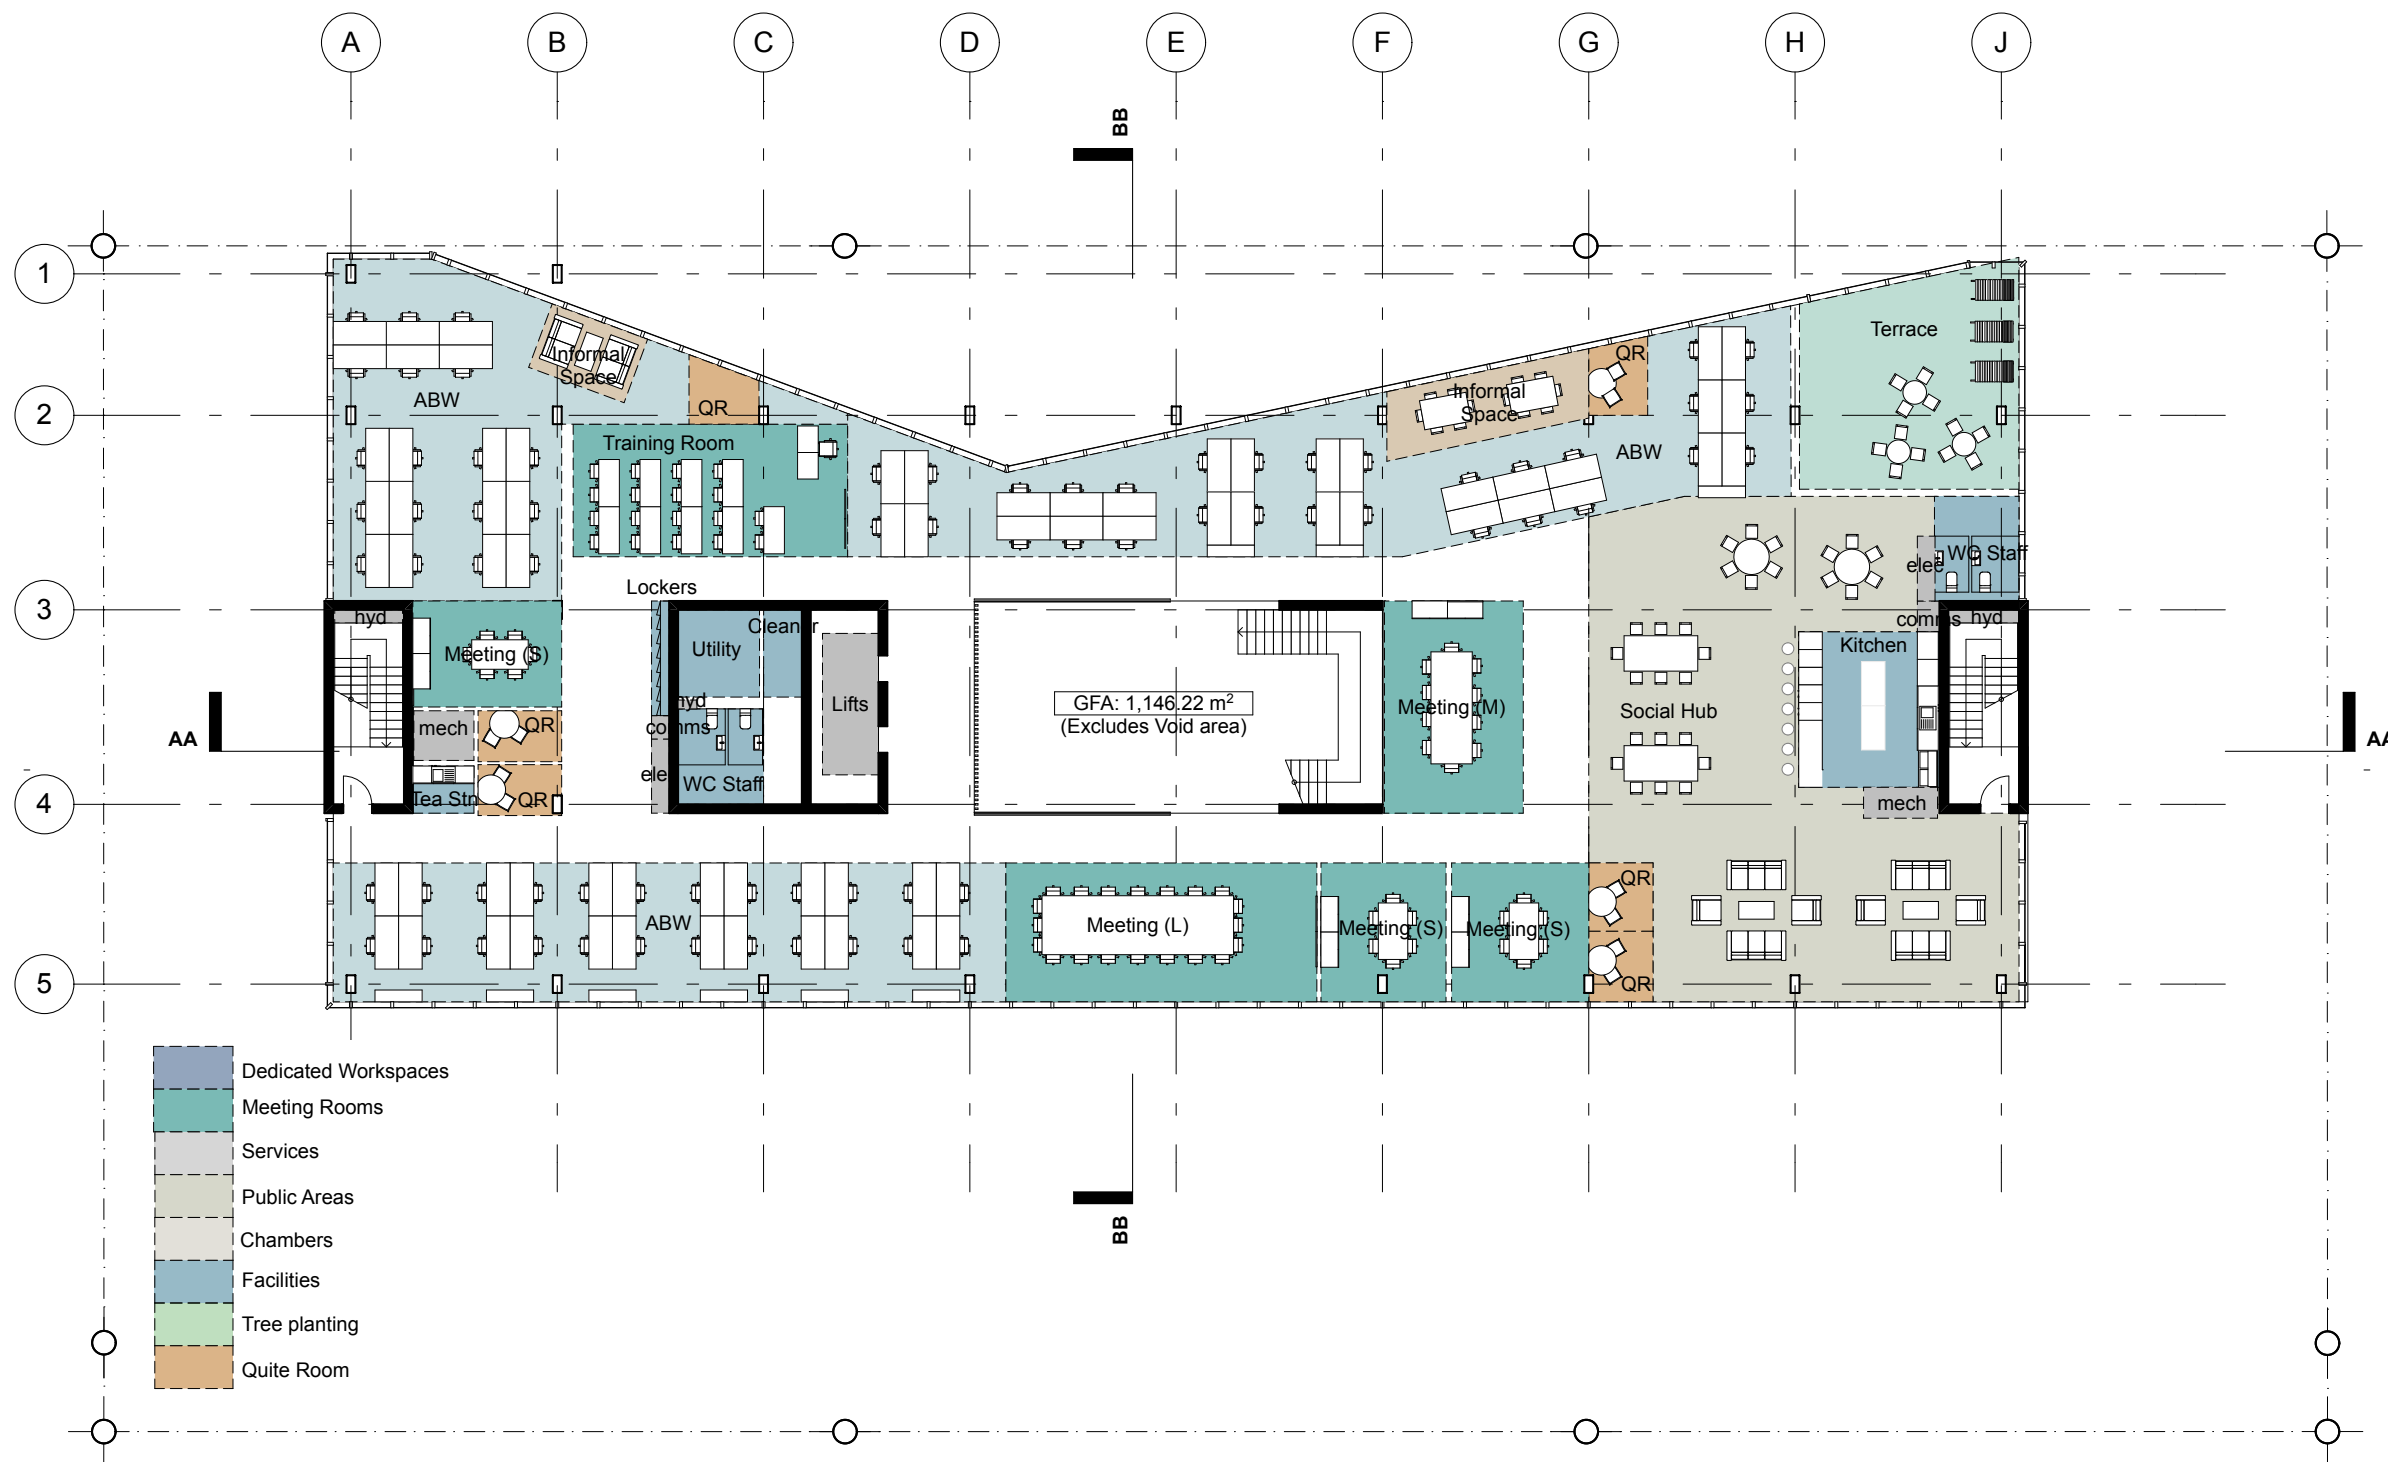 A B C D E F G H J
BB
1
Terrace
Informal
Space
QR
ABW
QR
Informal
Space
2
QR
Training Room
ABW
WC Staff
elec
Lockers
3
hyd
Cleaner
comms
hyd
Meeting (S)
Utility
Kitchen
hyd
Lifts
GFA: 1,146.22 m²
(Excludes Void area)
Meeting (M)
Social Hub
mech
QR
comms
AA
AA
elec
WC Staff
Tea Stn
QR
mech
4
ABW
Meeting (L)
Meeting (S)
Meeting (S)
QR
QR
5
Dedicated Workspaces
Meeting Rooms
Services
Public Areas
Chambers
Facilities
Tree planting
Quite Room
BB